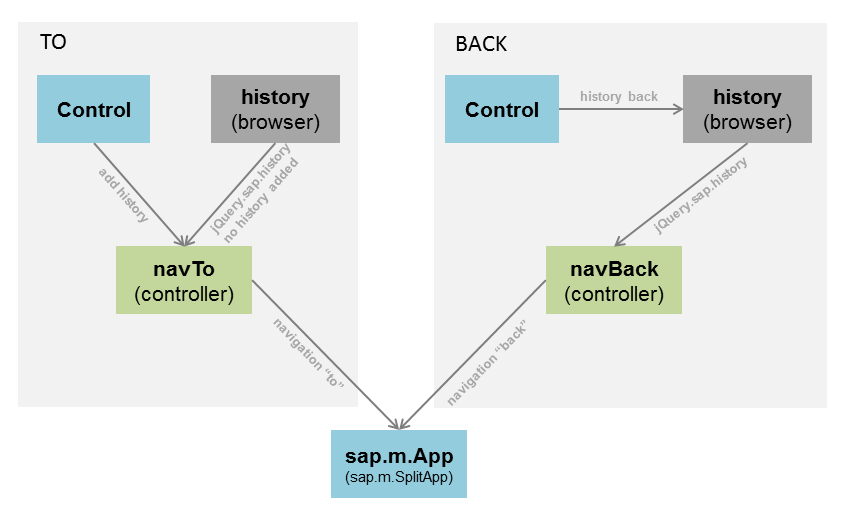 TO
Control
history
(browser)
add history
jQuery.sap.history
no history added
navTo
(controller)
navigation “to”
BACK
Control
history back
history
(browser)
jQuery.sap.history
navBack
(controller)
navigation “back”
sap.m.App
(sap.m.SplitApp)